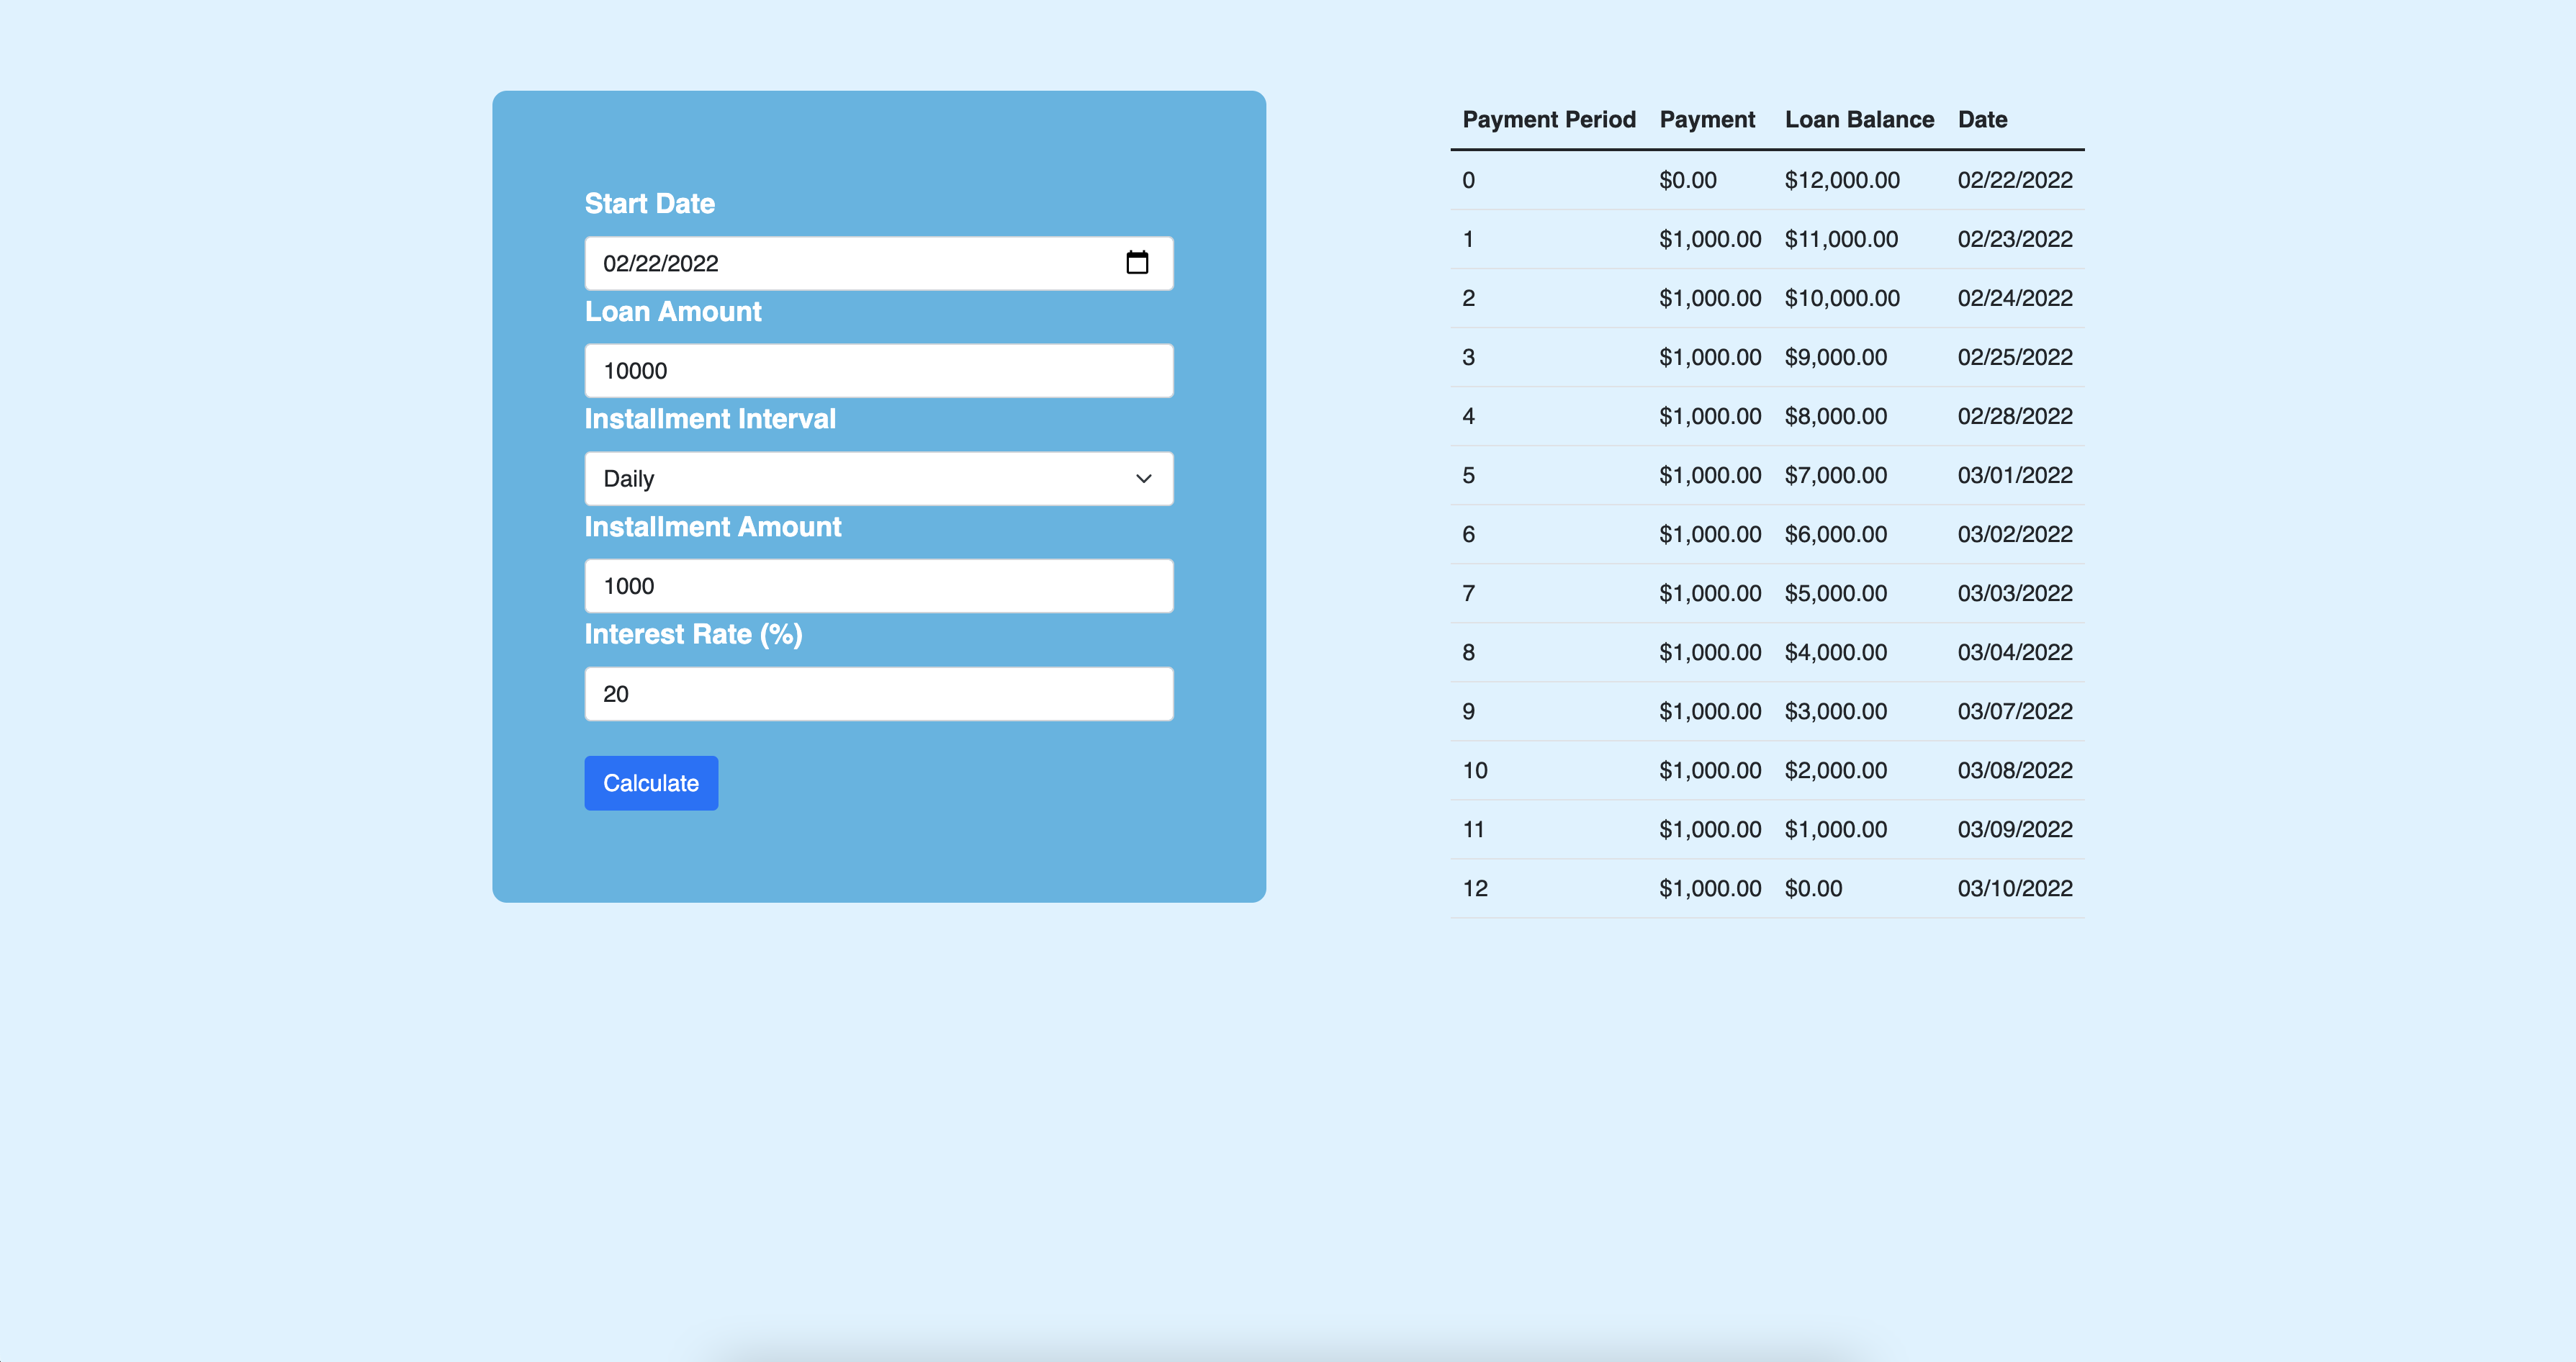 Start Date
02/22/2022
Loan Amount
10000
Installment Interval
Daily
Installment Amount
1000
Interest Rate (%)
20
Calculate
Payment Period Payment Loan Balance Date
0 $0.00 $12,000.00 02/22/2022
1 $1,000.00 $11,000.00 02/23/2022
2 $1,000.00 $10,000.00 02/24/2022
3 $1,000.00 $9,000.00 02/25/2022
4 $1,000.00 $8,000.00 02/28/2022
5 $1,000.00 $7,000.00 03/01/2022
6 $1,000.00 $6,000.00 03/02/2022
7 $1,000.00 $5,000.00 03/03/2022
8 $1,000.00 $4,000.00 03/04/2022
9 $1,000.00 $3,000.00 03/07/2022
10 $1,000.00 $2,000.00 03/08/2022
11 $1,000.00 $1,000.00 03/09/2022
12 $1,000.00 $0.00 03/10/2022